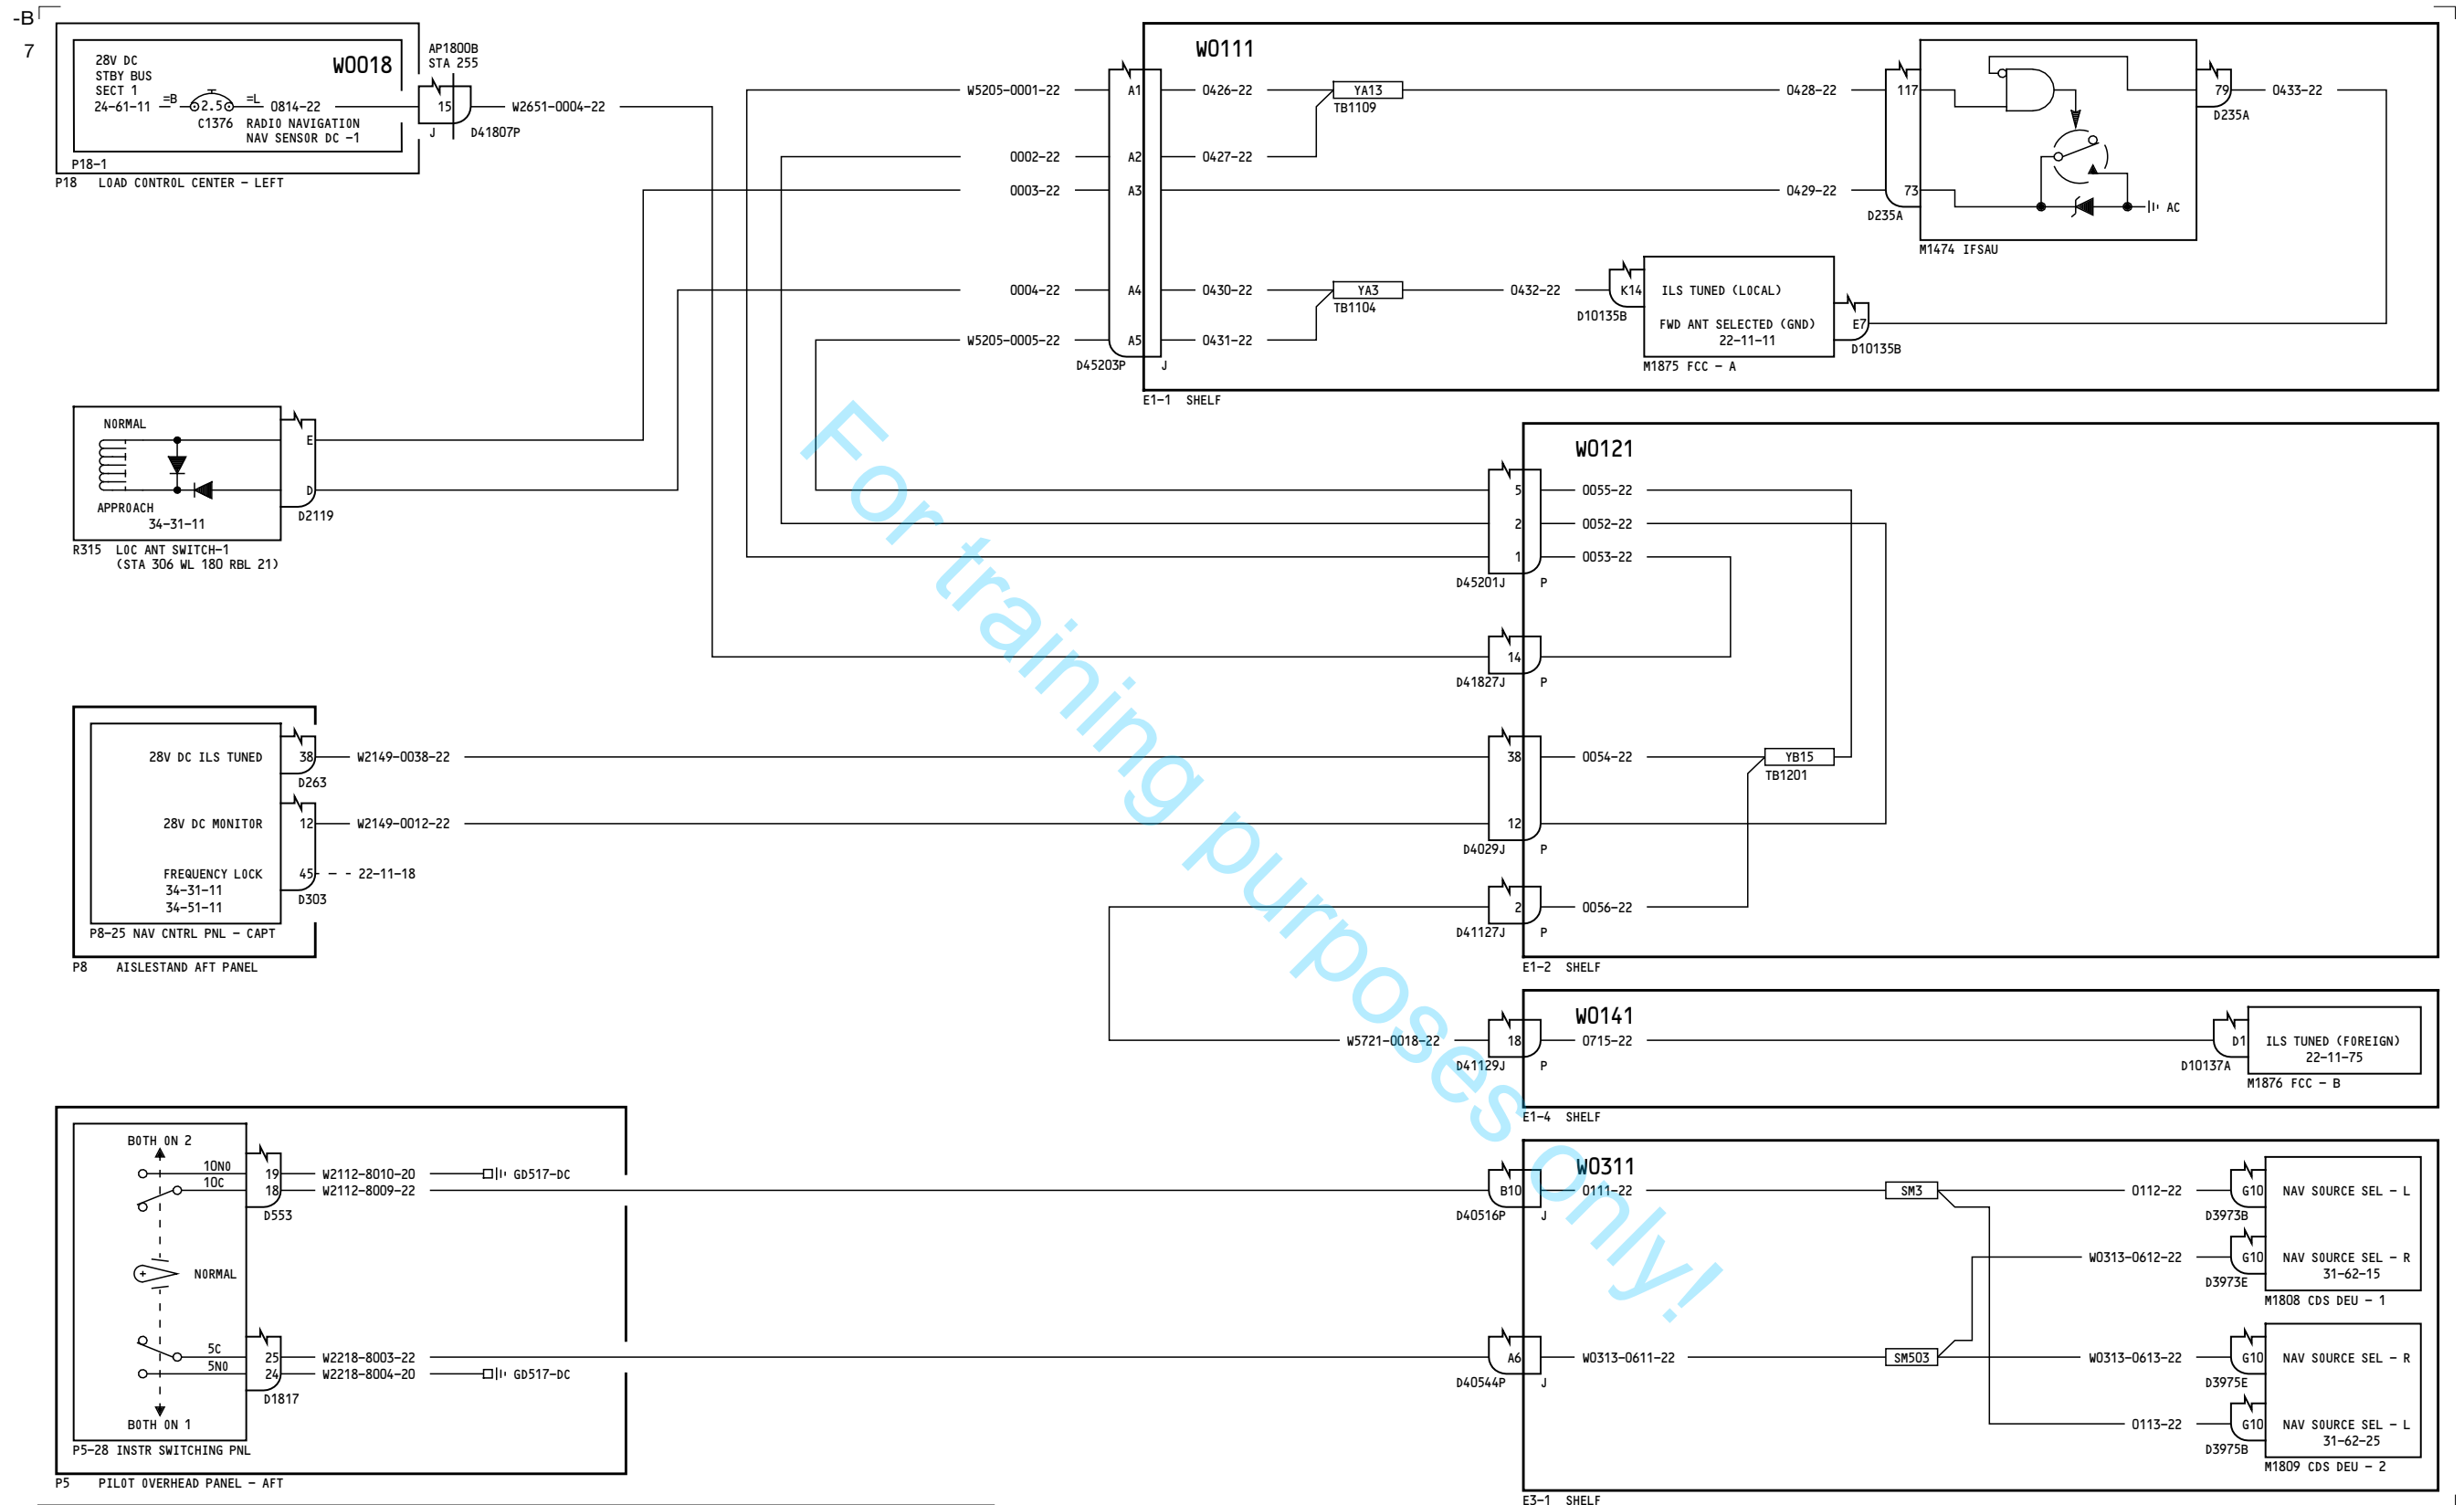 -B
7
28V DC
STBY BUS
SECT 1
24-61-11
=B
2.5
=L
0814-22
C1376
RADIO NAVIGATION
NAV SENSOR DC -1
W0018
P18-1
P18 LOAD CONTROL CENTER - LEFT
AP1800B
STA 255
15
J
D41807P
W2651-0004-22
W0111
W5205-0001-22
A1
0426-22
YA13
TB1109
0428-22
117
79
0433-22
D235A
0002-22
A2
0427-22
0003-22
A3
0429-22
73
D235A
AC
M1474 IFSAU
0004-22
A4
0430-22
YA3
TB1104
0432-22
K14
D10135B
ILS TUNED (LOCAL)
FWD ANT SELECTED (GND)
22-11-11
E7
D10135B
M1875 FCC - A
W5205-0005-22
A5
0431-22
D45203P
J
E1-1 SHELF
NORMAL
E
APPROACH
34-31-11
D
D2119
R315 LOC ANT SWITCH-1
(STA 306 WL 180 RBL 21)
W0121
5
0055-22
2
0052-22
1
0053-22
D45201J
P
14
D41827J
P
28V DC ILS TUNED
38
D263
W2149-0038-22
38
0054-22
YB15
TB1201
28V DC MONITOR
12
W2149-0012-22
12
D4029J
P
FREQUENCY LOCK
34-31-11
34-51-11
45
22-11-18
D303
P8-25 NAV CNTRL PNL - CAPT
P8 AISLESTAND AFT PANEL
2
0056-22
D41127J
P
E1-2 SHELF
W0141
W5721-0018-22
18
0715-22
D41129J
P
D1
D10137A
ILS TUNED (FOREIGN)
22-11-75
M1876 FCC - B
E1-4 SHELF
BOTH ON 2
10NO
19
W2112-8010-20
GD517-DC
10C
18
W2112-8009-22
D553
NORMAL
5C
25
W2218-8003-22
5NO
24
W2218-8004-20
GD517-DC
D1817
BOTH ON 1
P5-28 INSTR SWITCHING PNL
P5 PILOT OVERHEAD PANEL - AFT
W0311
B10
0111-22
D40516P
J
SM3
0112-22
G10
NAV SOURCE SEL - L
D3973B
W0313-0612-22
G10
NAV SOURCE SEL - R
31-62-15
D3973E
M1808 CDS DEU - 1
A6
W0313-0611-22
D40544P
J
SM503
W0313-0613-22
G10
NAV SOURCE SEL - R
D3975E
0113-22
G10
NAV SOURCE SEL - L
31-62-25
D3975B
M1809 CDS DEU - 2
E3-1 SHELF
For training purposes only!